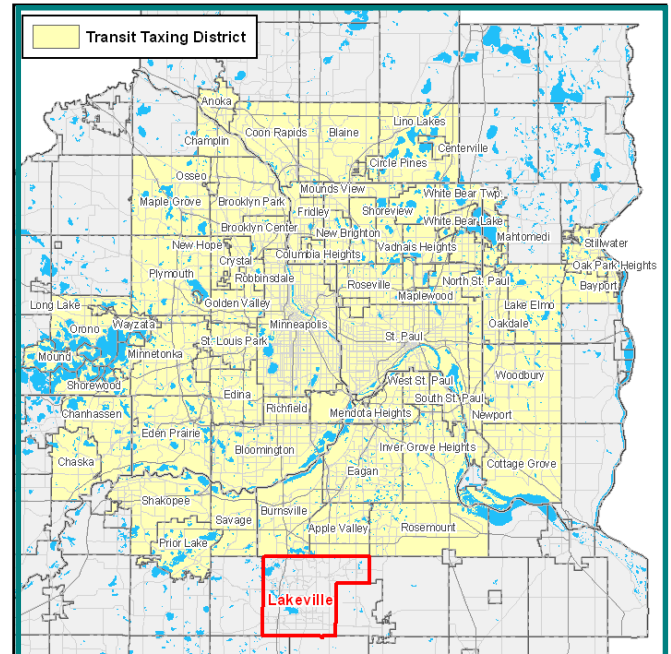 Transit Taxing District
Anoka
Lino Lakes
Coon Rapids
Blaine
Champlin
Centerville
Circle Pines
Osseo
Mounds View
White Bear Twp.
Maple Grove
Brooklyn Park
Fridley
Shoreview
Brooklyn Center
New Brighton
White Bear Lake
Mahtomedi
New Hope
Columbia Heights
Vadnais Heights
Stilwater
Crystal
Oak Park Heights
Plymouth
Robbinsdale
Roseville
North St. Paul
Bayport
Long Lake
Golden Valley
Maplewood
Lake Elmo
Orono
Wayzata
Minneapolis
Oakdale
St. Louis Park
St. Paul
Mound
Minnetonka
Woodbury
Shorewood
West St. Paul
Edina
South St. Paul
Chanhassen
Richfield
Mendota Heights
Newport
Eden Prairie
Bloomington
Inver Grove Heights
Chaska
Eagan
Cottage Grove
Shakopee
Burnsville
Savage
Apple Valley
Rosemount
Prior Lake
Lakeville